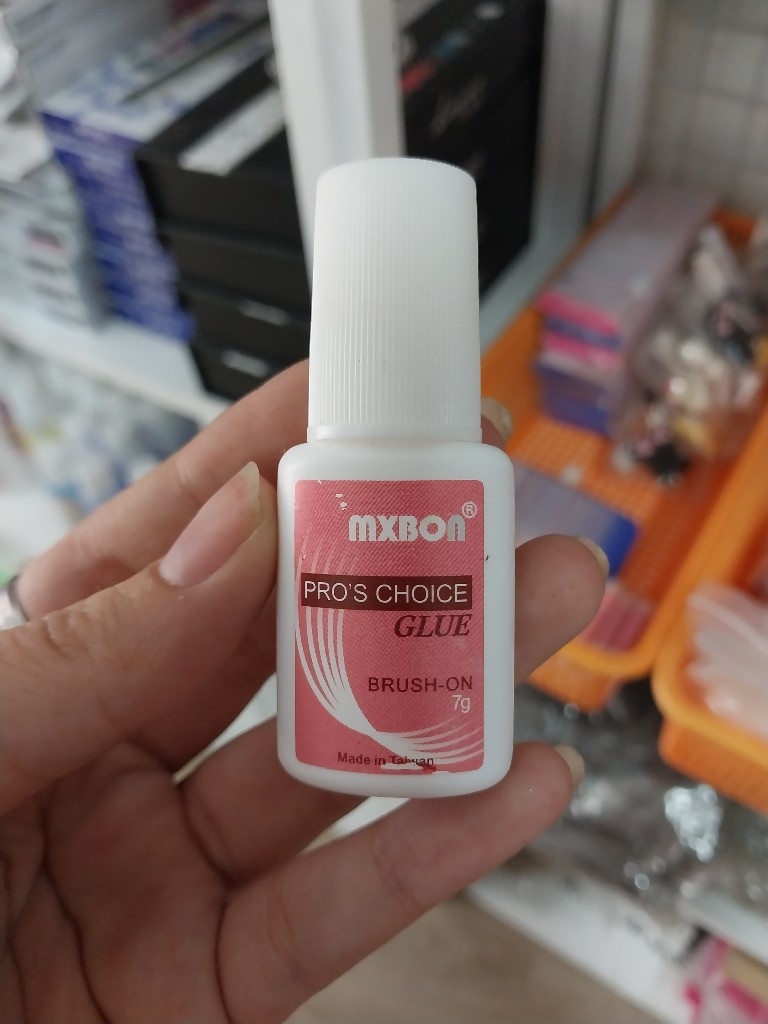 MXBON®
PRO'S CHOICE
GLUE
BRUSH-ON
7g
Made in Taiwan